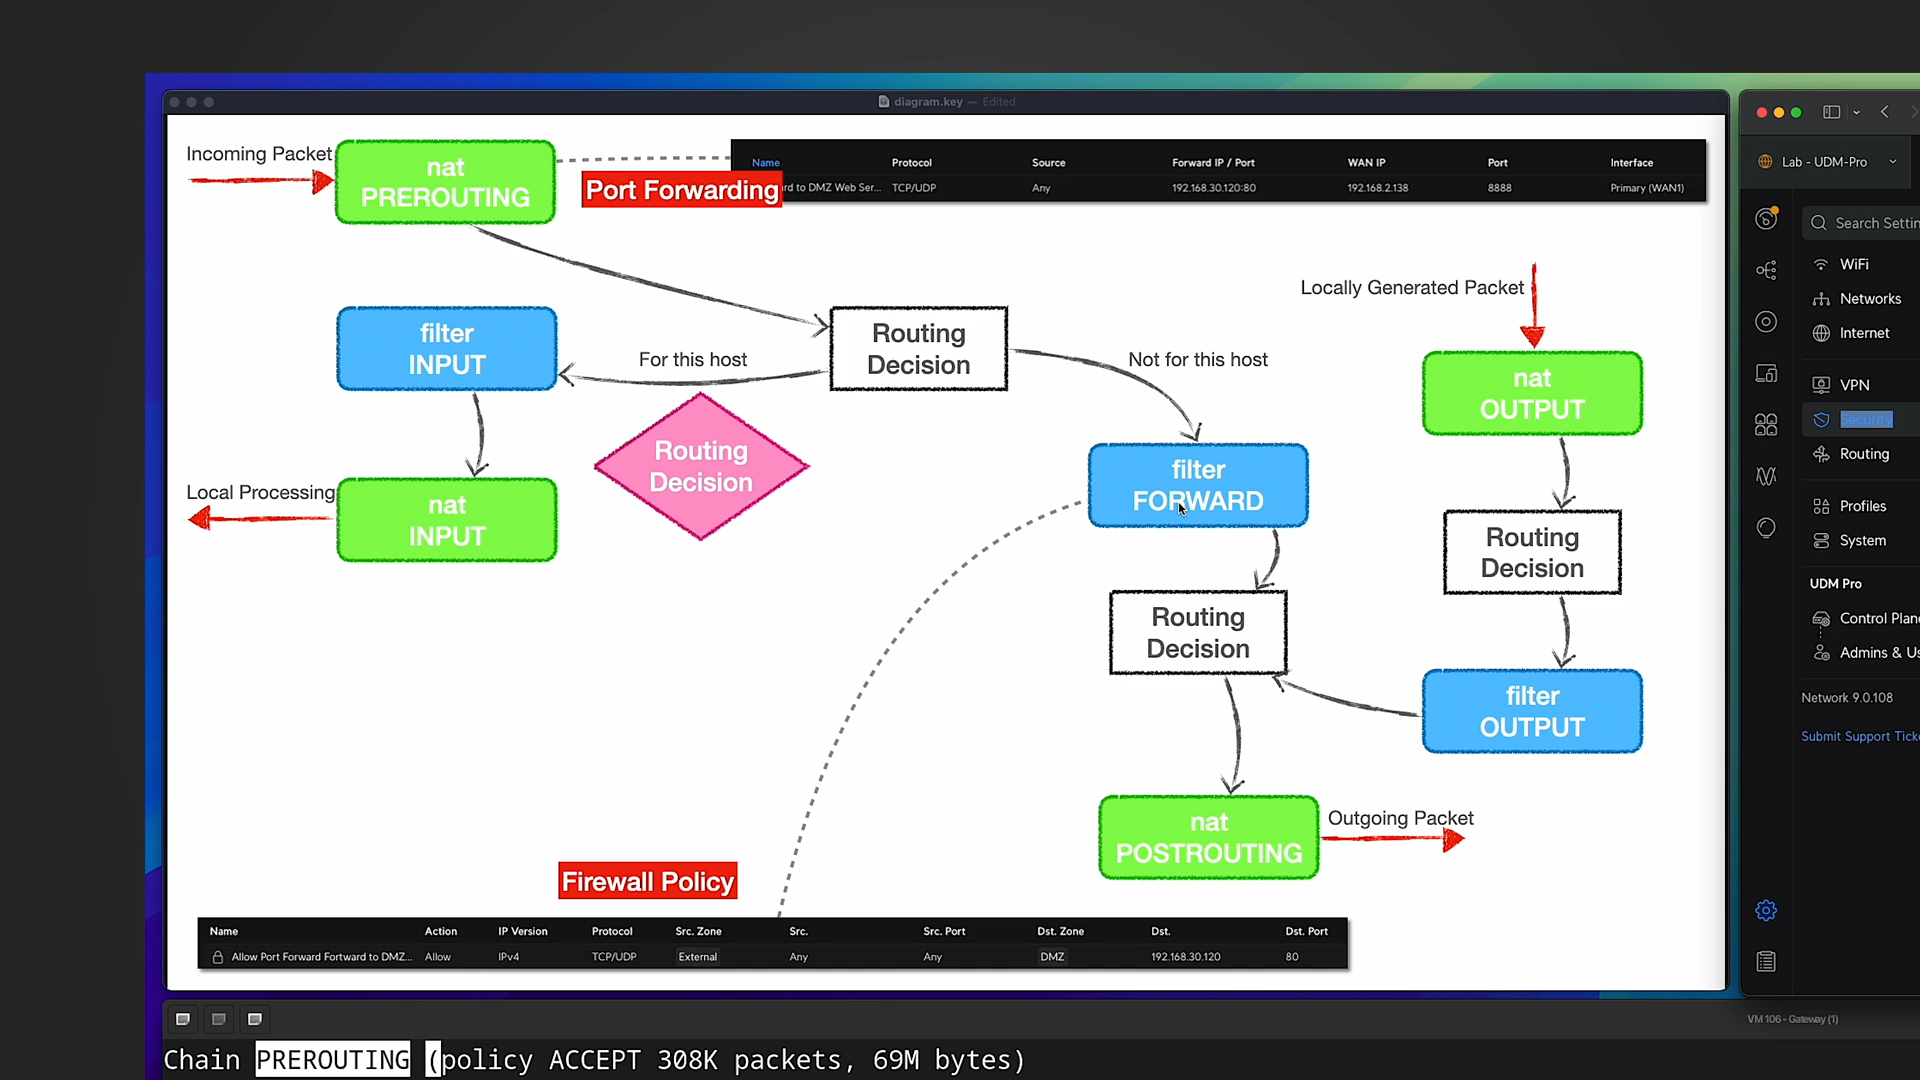 diagram.key — Edited
Incoming Packet
nat
PREROUTING
Port Forwarding
Name Protocol Source Forward IP / Port WAN IP Port Interface
rd to DMZ Web Ser... TCP/UDP Any 192.168.30.120:80 192.168.2.138 8888 Primary (WAN1)
Locally Generated Packet
filter
INPUT
For this host
Routing
Decision
Not for this host
nat
OUTPUT
Routing
Decision
filter
FORWARD
Local Processing
nat
INPUT
Routing
Decision
Routing
Decision
filter
OUTPUT
nat
POSTROUTING
Outgoing Packet
Firewall Policy
Name Action IP Version Protocol Src. Zone Src. Src. Port Dst. Zone Dst. Dst. Port
Allow Port Forward Forward to DMZ... Allow IPv4 TCP/UDP External Any Any DMZ 192.168.30.120 80
Lab - UDM-Pro
Search Settin
WiFi
Networks
Internet
VPN
Security
Routing
Profiles
System
UDM Pro
Control Plane
Admins & Us
Network 9.0.108
Submit Support Ticke
VM 106 - Gateway (1)
Chain PREROUTING (policy ACCEPT 308K packets, 69M bytes)